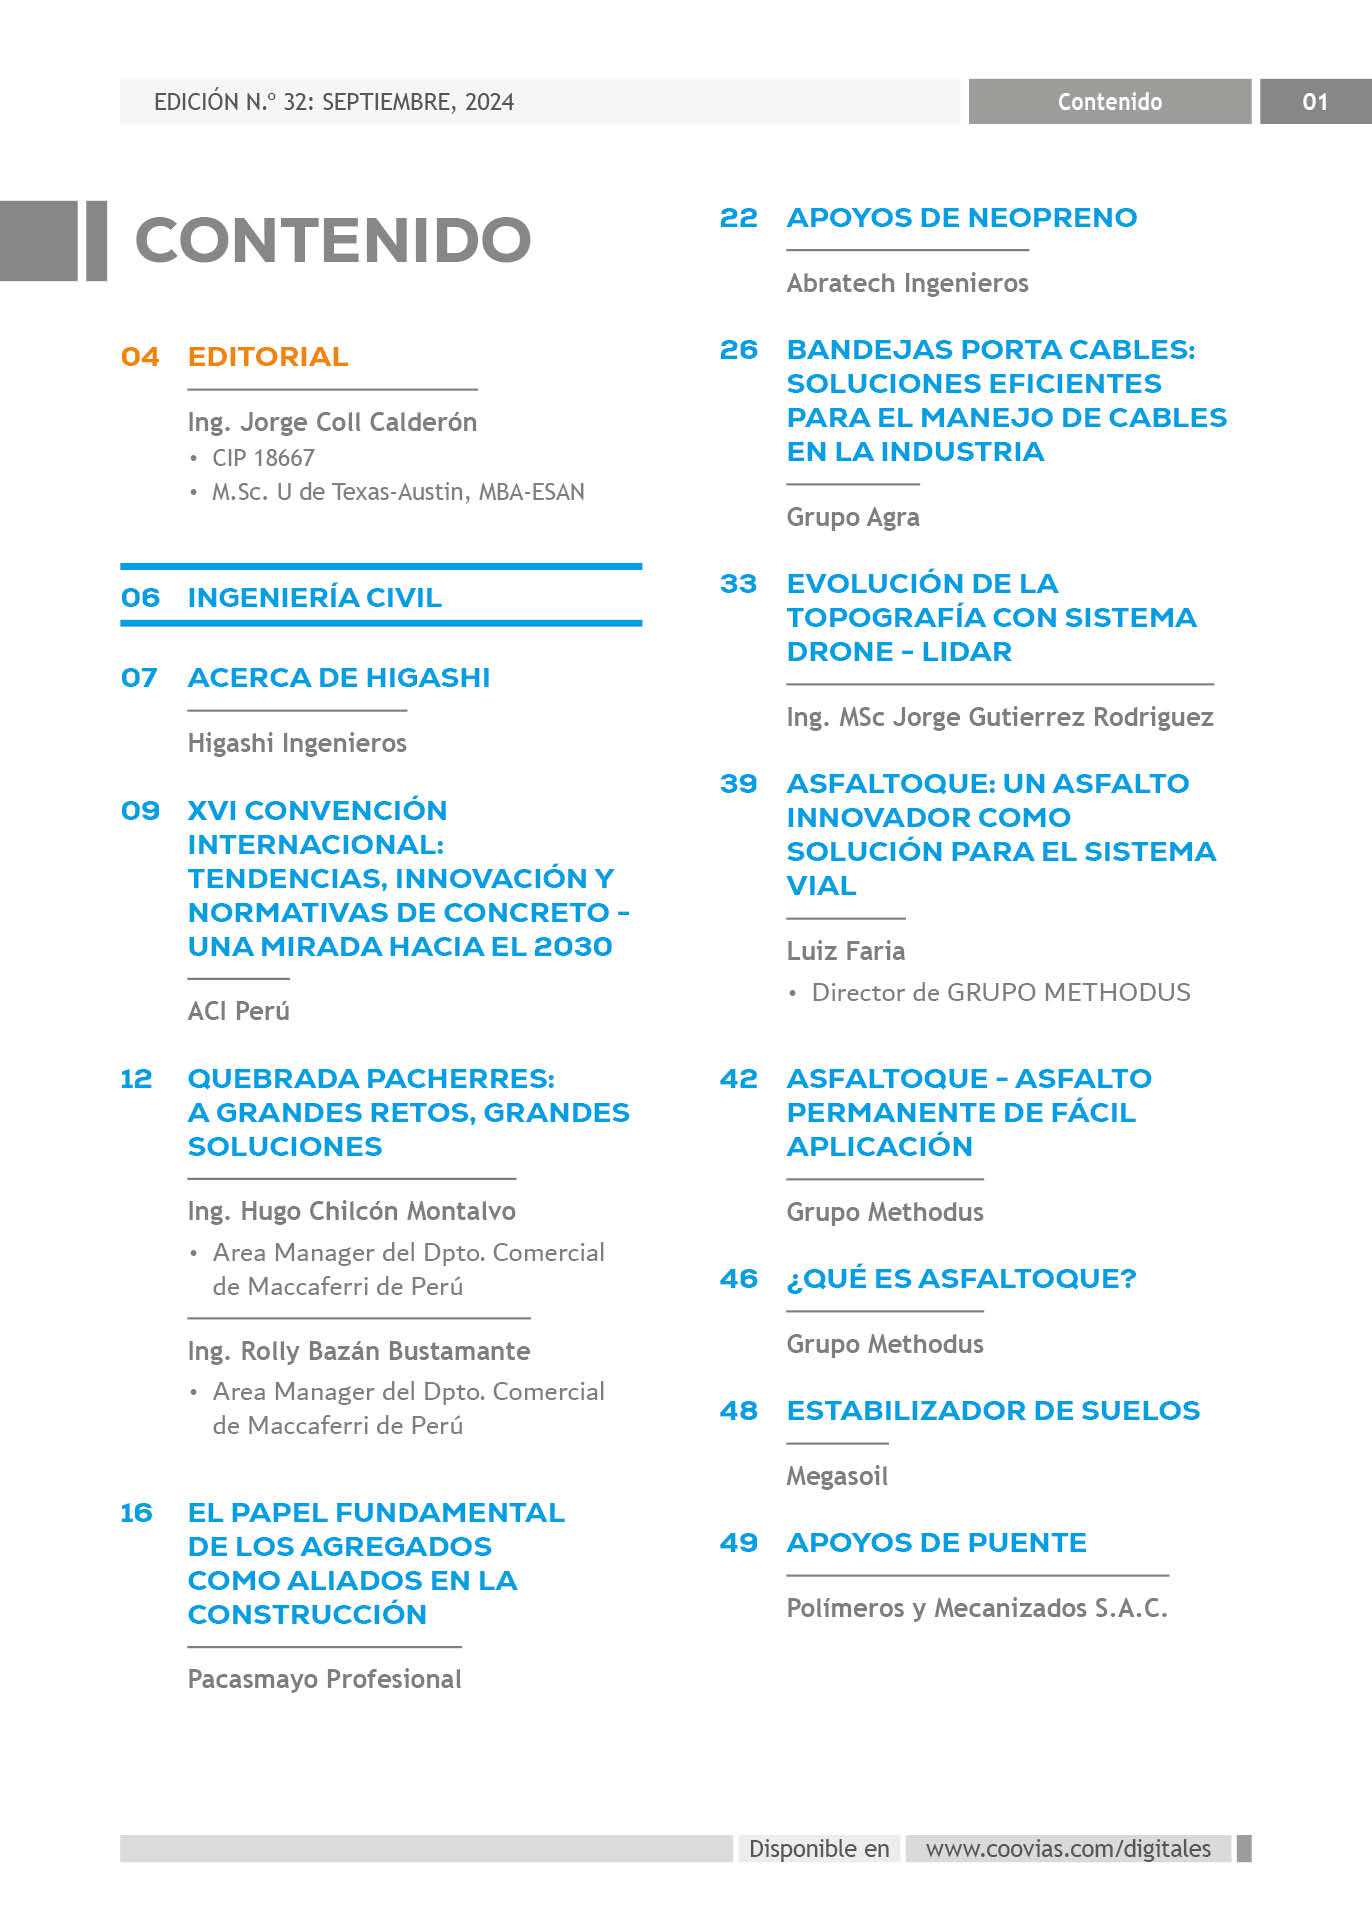 EDICIÓN N.º 32: SEPTIEMBRE, 2024
Contenido
01
CONTENIDO
04 EDITORIAL
Ing. Jorge Coll Calderón
• CIP 18667
• M.Sc. U de Texas-Austin, MBA-ESAN
06 INGENIERÍA CIVIL
07 ACERCA DE HIGASHI
Higashi Ingenieros
09 XVI CONVENCIÓN
INTERNACIONAL:
TENDENCIAS, INNOVACIÓN Y
NORMATIVAS DE CONCRETO -
UNA MIRADA HACIA EL 2030
ACI Perú
12 QUEBRADA PACHERRES:
A GRANDES RETOS, GRANDES
SOLUCIONES
Ing. Hugo Chilcón Montalvo
• Area Manager del Dpto. Comercial
de Maccaferri de Perú
Ing. Rolly Bazán Bustamante
• Area Manager del Dpto. Comercial
de Maccaferri de Perú
16 EL PAPEL FUNDAMENTAL
DE LOS AGREGADOS
COMO ALIADOS EN LA
CONSTRUCCIÓN
Pacasmayo Profesional
22 APOYOS DE NEOPRENO
Abratech Ingenieros
26 BANDEJAS PORTA CABLES:
SOLUCIONES EFICIENTES
PARA EL MANEJO DE CABLES
EN LA INDUSTRIA
Grupo Agra
33 EVOLUCIÓN DE LA
TOPOGRAFÍA CON SISTEMA
DRONE - LIDAR
Ing. MSc Jorge Gutierrez Rodriguez
39 ASFALTOQUE: UN ASFALTO
INNOVADOR COMO
SOLUCIÓN PARA EL SISTEMA
VIAL
Luiz Faria
• Director de GRUPO METHODUS
42 ASFALTOQUE - ASFALTO
PERMANENTE DE FÁCIL
APLICACIÓN
Grupo Methodus
46 ¿QUÉ ES ASFALTOQUE?
Grupo Methodus
48 ESTABILIZADOR DE SUELOS
Megasoil
49 APOYOS DE PUENTE
Polímeros y Mecanizados S.A.C.
Disponible en
www.coovias.com/digitales